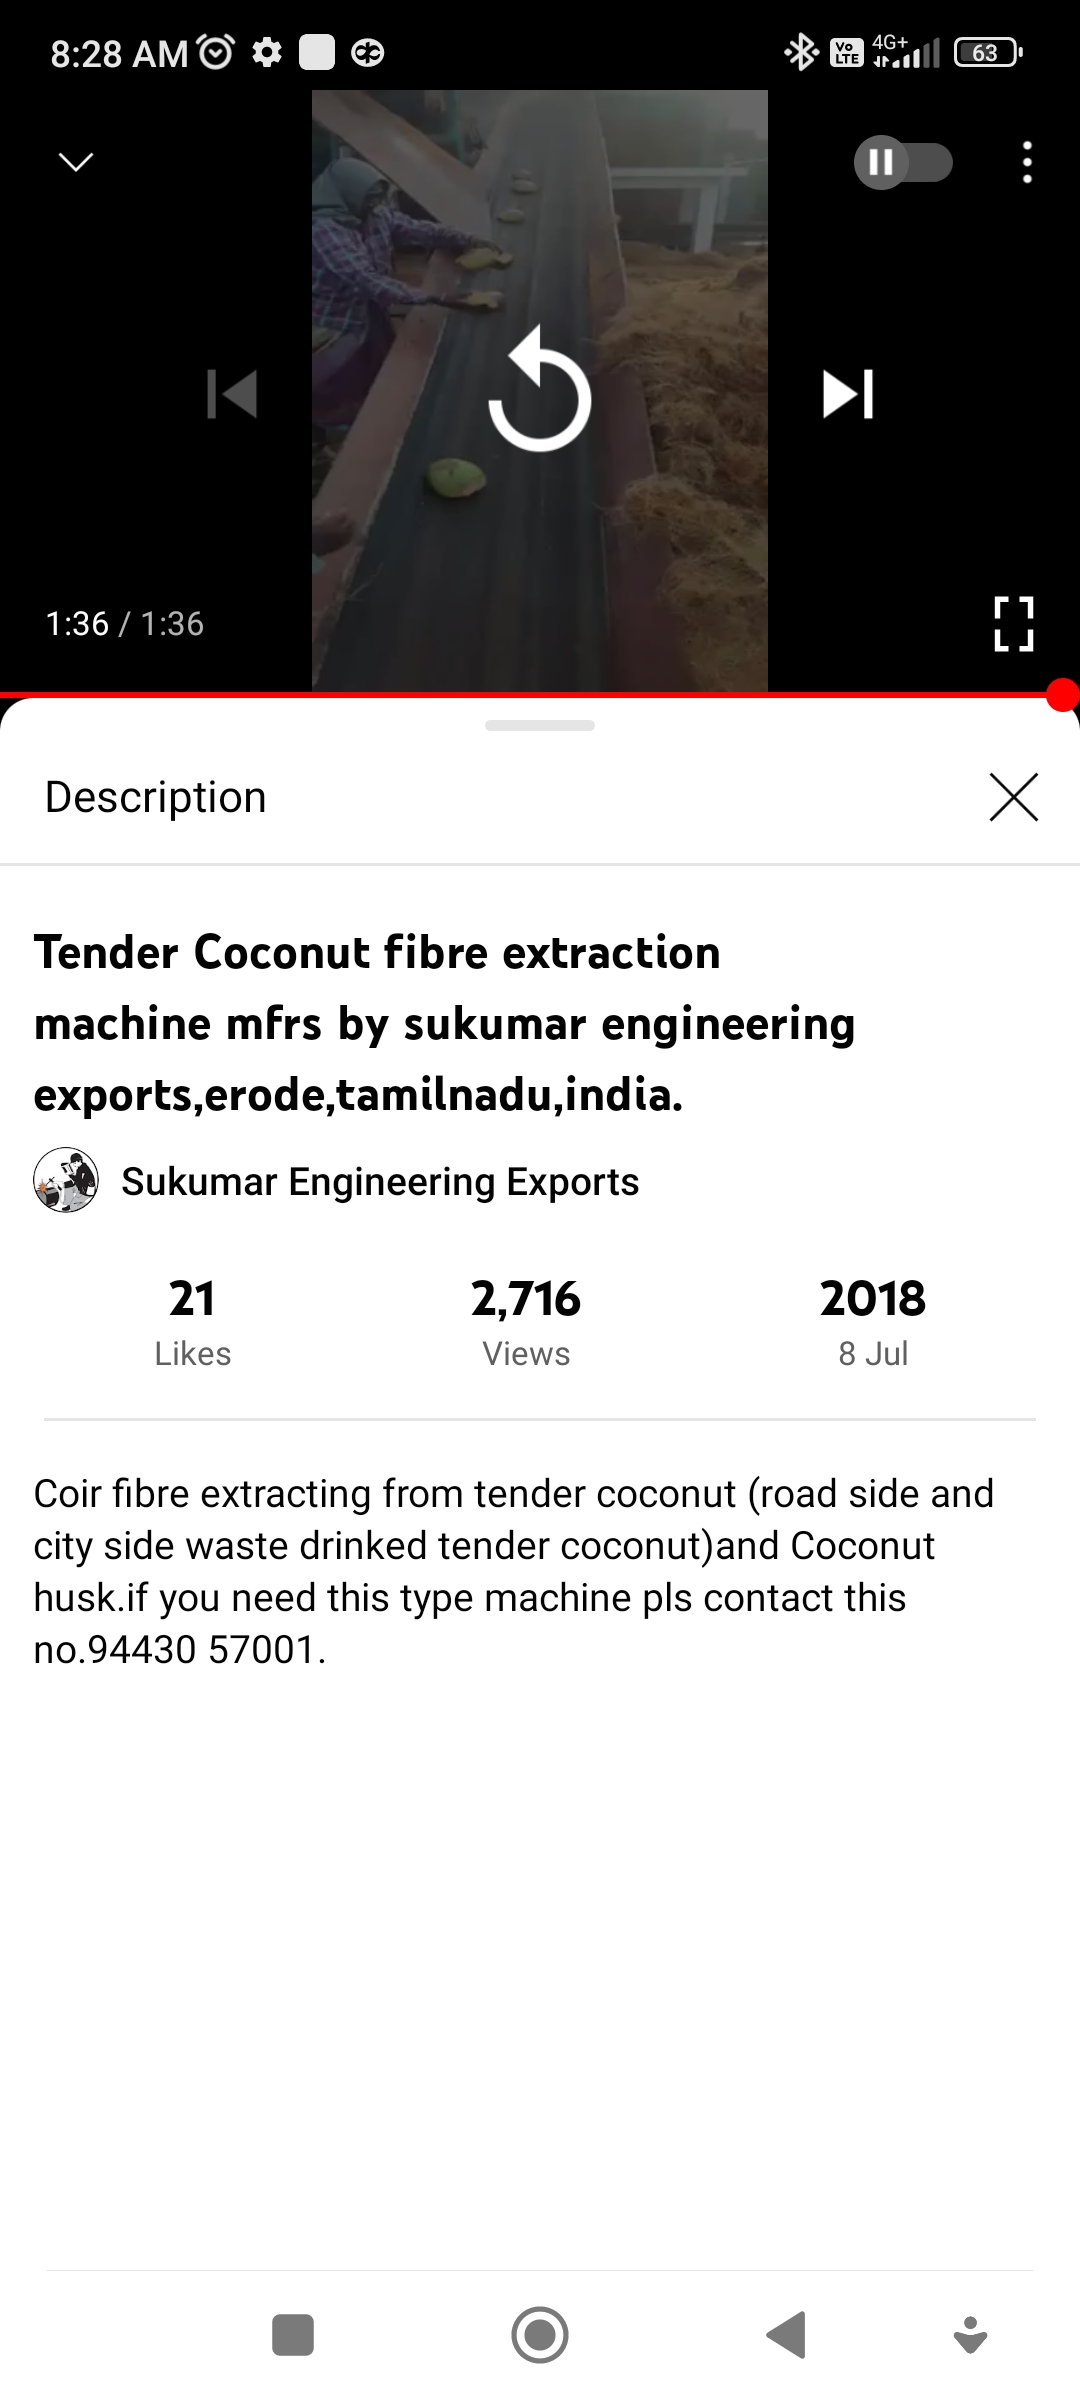 8:28 AM
Vo LTE 4G+ 63
1:36 / 1:36
Description
Tender Coconut fibre extraction
machine mfrs by sukumar engineering
exports,erode,tamilnadu,india.
Sukumar Engineering Exports
21 2,716 2018
Likes Views 8 Jul
Coir fibre extracting from tender coconut (road side and
city side waste drinked tender coconut)and Coconut
husk.if you need this type machine pls contact this
no.94430 57001.